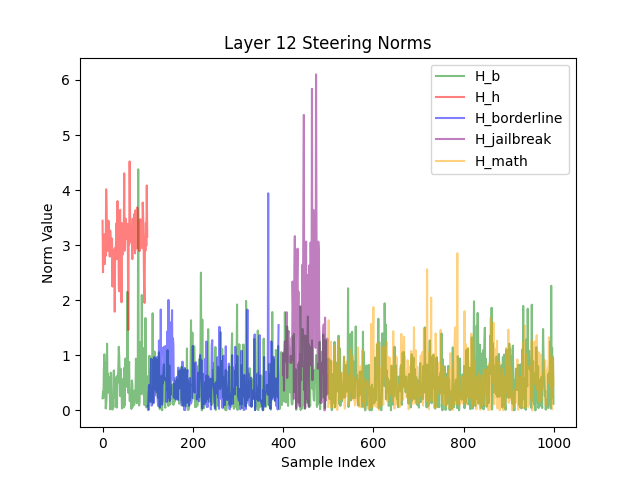 Layer 12 Steering Norms
H_b
H_h
H_borderline
H_jailbreak
H_math
Norm Value
6
5
4
3
2
1
0
0 200 400 600 800 1000
Sample Index